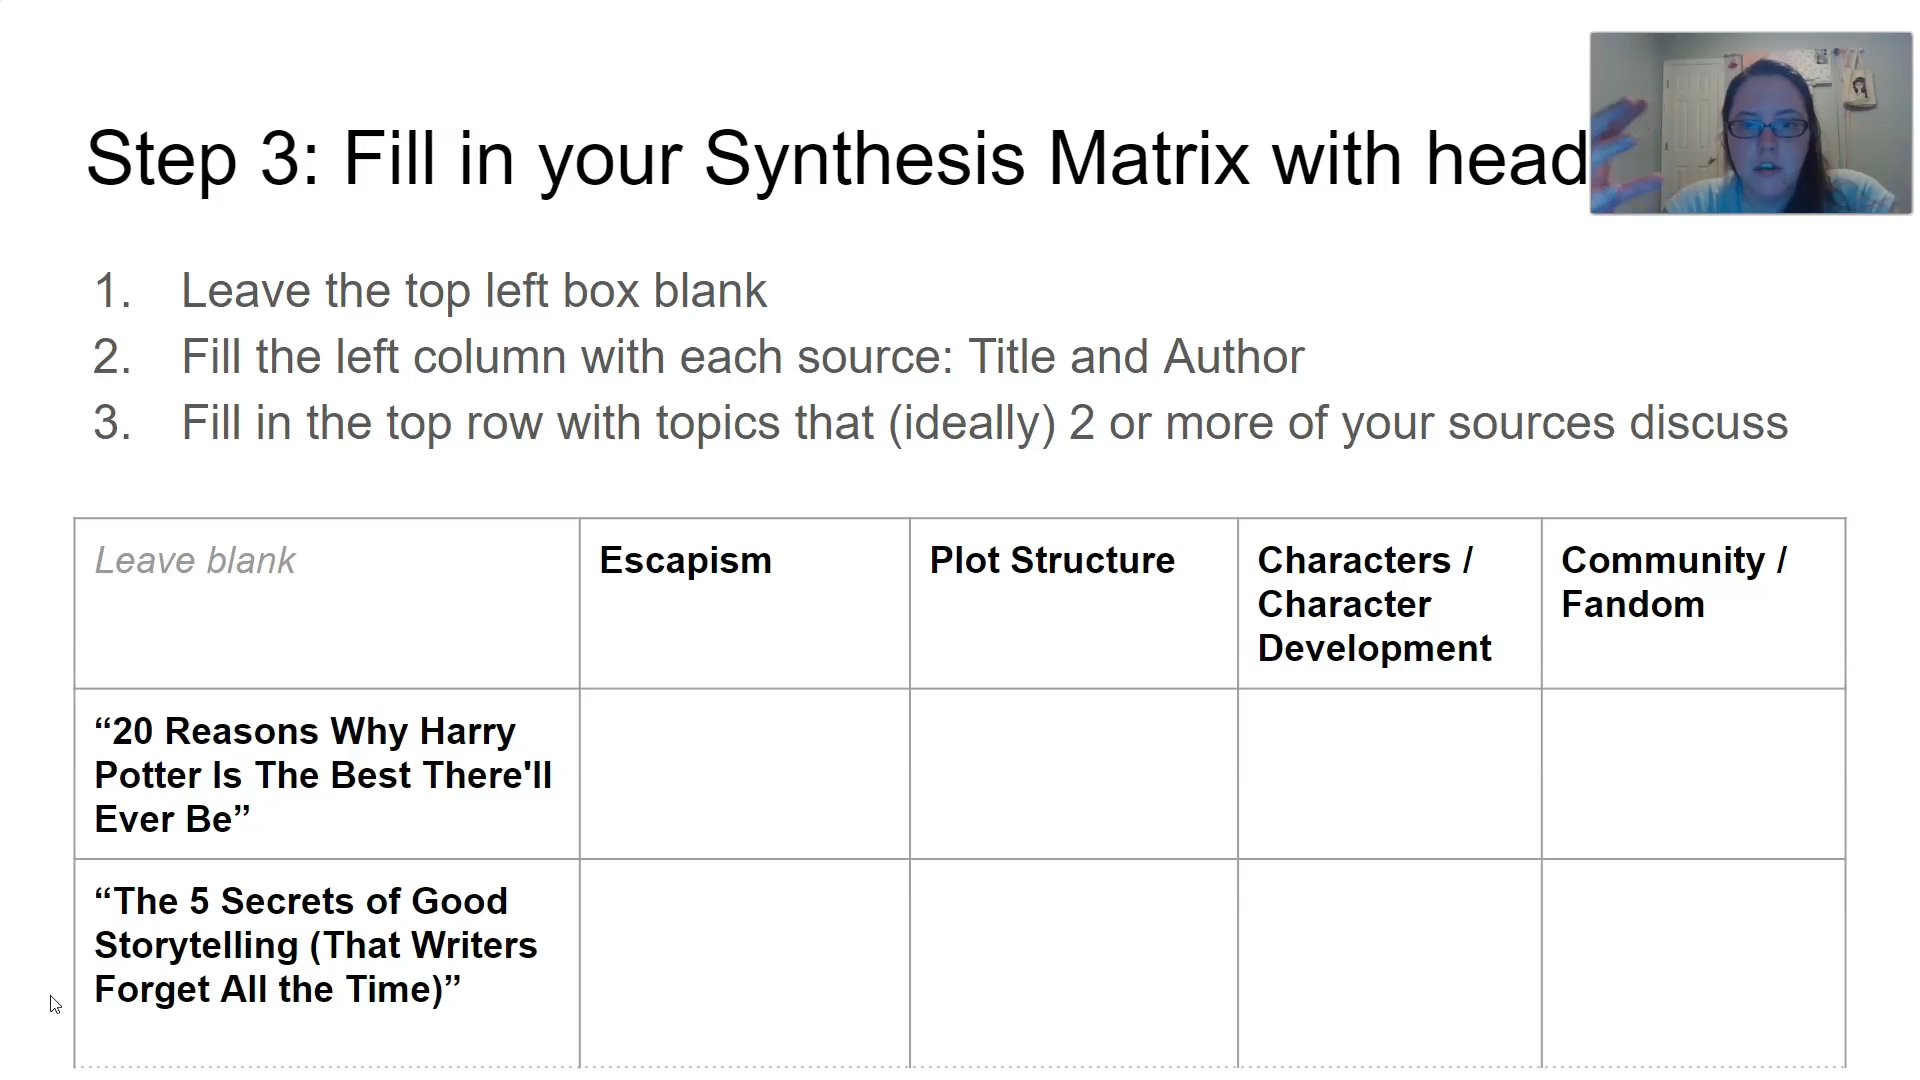 Step 3: Fill in your Synthesis Matrix with head
1. Leave the top left box blank
2. Fill the left column with each source: Title and Author
3. Fill in the top row with topics that (ideally) 2 or more of your sources discuss
Leave blank
Escapism
Plot Structure
Characters /
Character
Development
Community /
Fandom
“20 Reasons Why Harry
Potter Is The Best There'll
Ever Be”
“The 5 Secrets of Good
Storytelling (That Writers
Forget All the Time)”